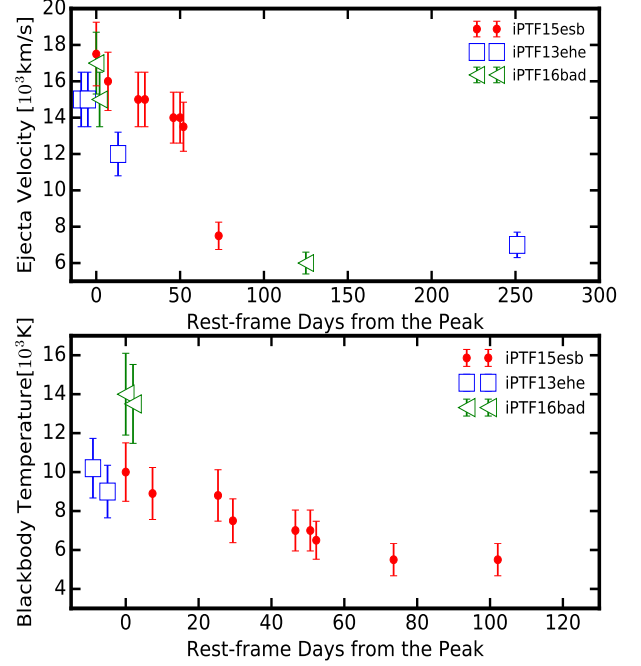 20
18
16
14
12
10
8
6
Ejecta Velocity [10³km/s]
iPTF15esb
iPTF13ehe
iPTF16bad
0 50 100 150 200 250 300
Rest-frame Days from the Peak
16
14
12
10
8
6
4
Blackbody Temperature[10³K]
iPTF15esb
iPTF13ehe
iPTF16bad
0 20 40 60 80 100 120
Rest-frame Days from the Peak